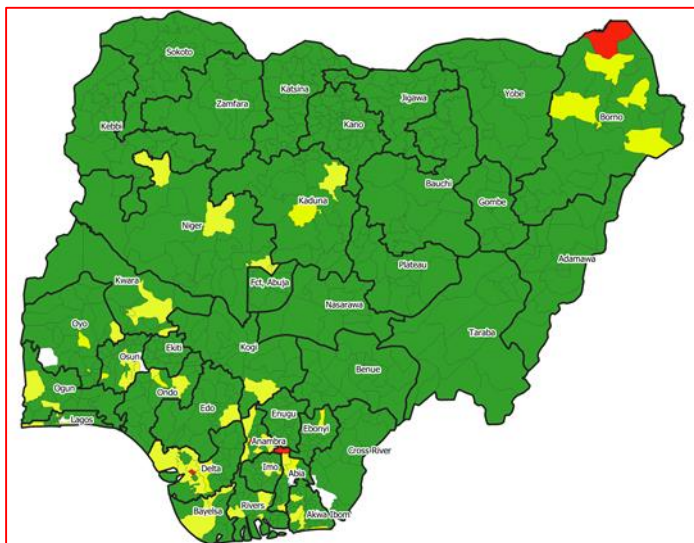 Sokoto
Katsina
Zamfara
Jigawa
Yobe
Kebbi
Kano
Borno
Kaduna
Bauchi
Niger
Gombe
Adamawa
Fct, Abuja
Plateau
Kwara
Nasarawa
Oyo
Taraba
Osun
Ekiti
Kogi
Benue
Ogun
Ondo
Edo
Enugu
Lagos
Anambra
Ebonyi
Cross River
Delta
Imo
Abia
Bayelsa
Rivers
Akwa Ibom